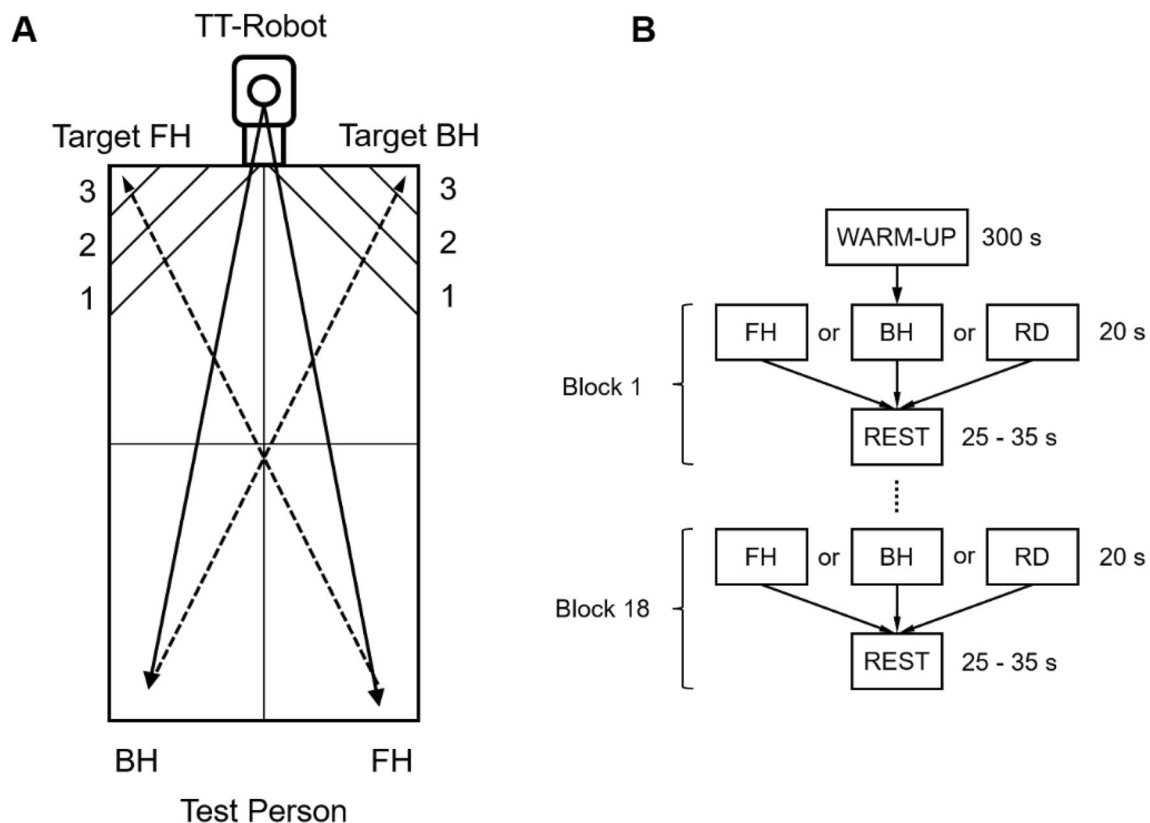 A
TT-Robot
Target FH
Target BH
3
3
2
2
1
1
BH
FH
Test Person
B
WARM-UP 300 s
FH or BH or RD 20 s
Block 1
REST 25 - 35 s
FH or BH or RD 20 s
Block 18
REST 25 - 35 s